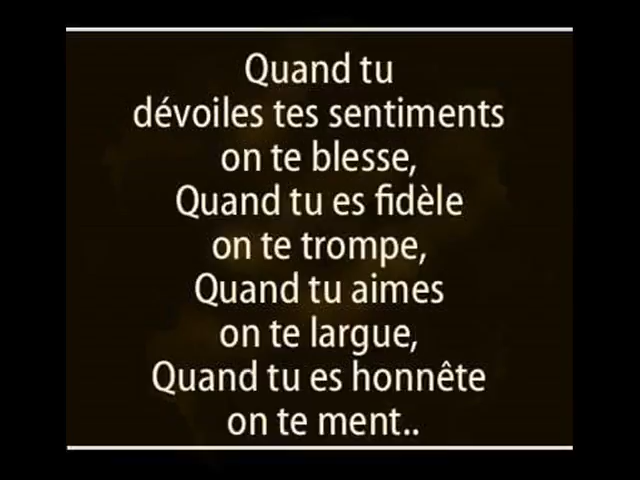 Quand tu
dévoiles tes sentiments
on te blesse,
Quand tu es fidèle
on te trompe,
Quand tu aimes
on te largue,
Quand tu es honnête
on te ment..